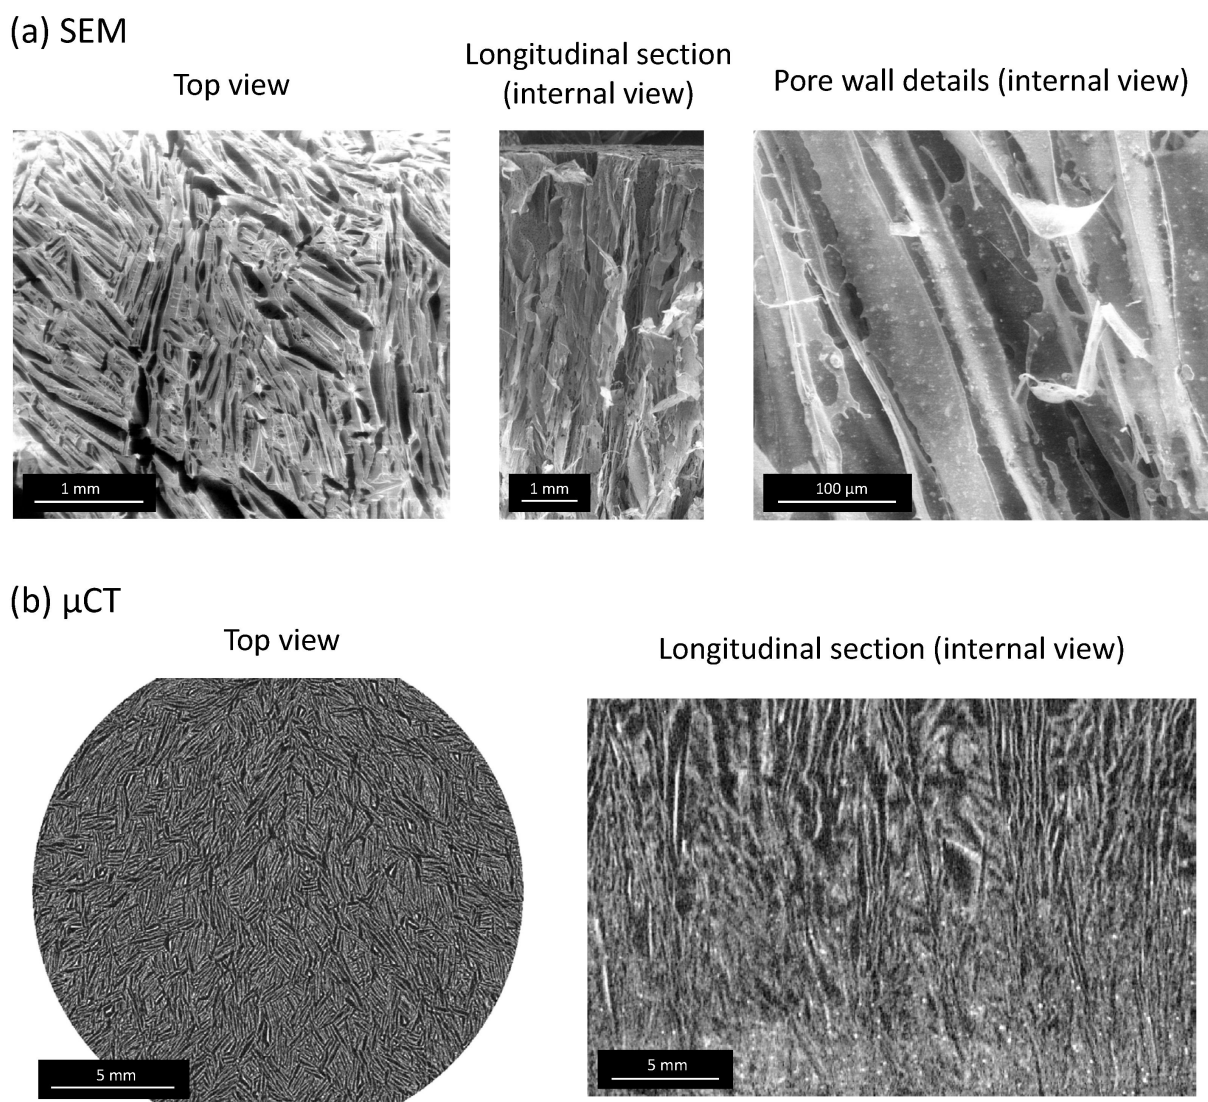 (a) SEM
Top view
Longitudinal section
(internal view)
Pore wall details (internal view)
1 mm
1 mm
100 µm
(b) µCT
Top view
Longitudinal section (internal view)
5 mm
5 mm